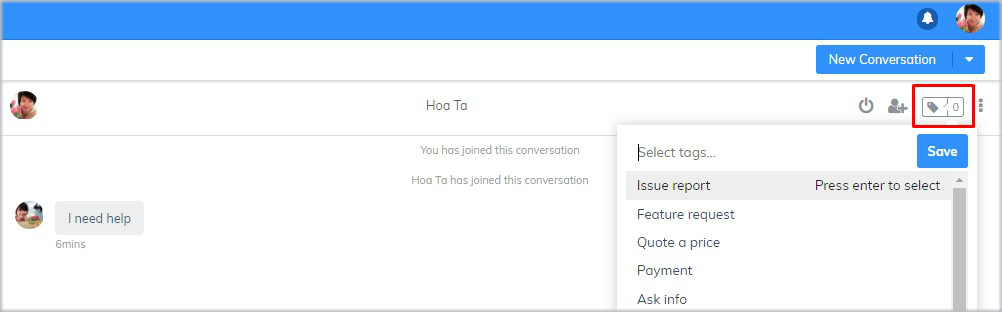 New Conversation
Hoa Ta
0
You has joined this conversation
Select tags...
Save
Hoa Ta has joined this conversation
Issue report
Press enter to select
I need help
Feature request
6mins
Quote a price
Payment
Ask info